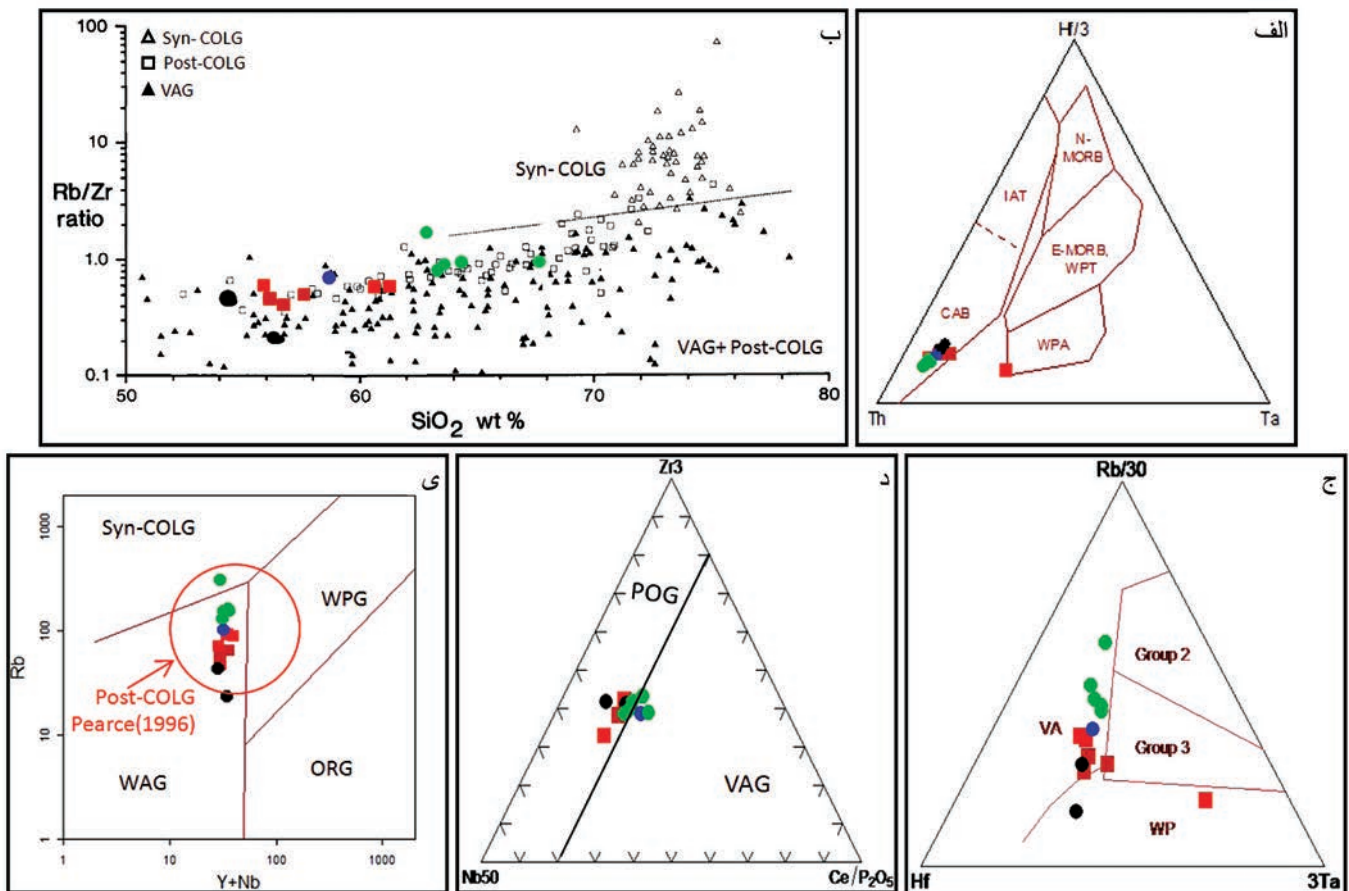 ب
100
10
1.0
0.1
Rb/Zr
ratio
Syn- COLG
Post-COLG
VAG
Syn- COLG
VAG+ Post-COLG
50 60 70 80
SiO₂ wt %
الف
Hf/3
N-
MORB
IAT
E-MORB,
WPT
CAB
WPA
Th Ta
ی
1000
100
10
1
Rb
Syn-COLG
WPG
Post-COLG
Pearce(1996)
WAG
ORG
1 10 100 1000
Y+Nb
د
Zr3
POG
VAG
Nb50 Ce/P₂O₅
ج
Rb/30
Group 2
VA
Group 3
WP
Hf 3Ta